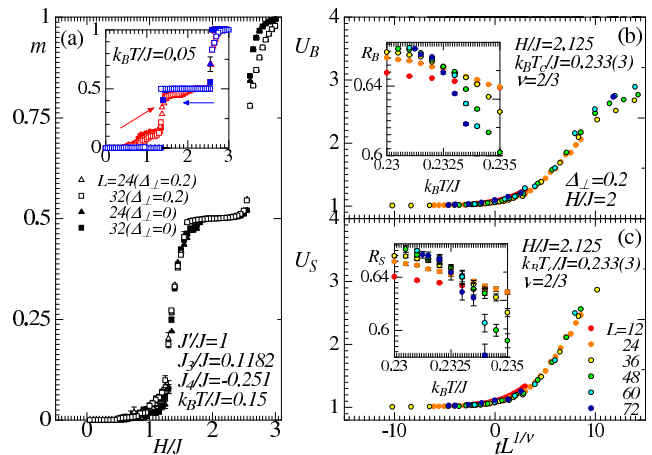 m
1
0.75
0.5
0.25
0
(a)
k_BT/J=0.05
1
0.5
0
0 1 2 3
L=24(Δ⊥=0.2)
32(Δ⊥=0.2)
24(Δ⊥=0)
32(Δ⊥=0)
J'/J=1
J_3/J=0.1182
J_4/J=-0.251
k_BT/J=0.15
0 1 2 3
H/J
U_B
4
3
2
1
(b)
R_B
0.64
0.6
0.23 0.2325 0.235
k_BT/J
H/J=2.125
k_BT_c/J=0.233(3)
ν=2/3
Δ⊥=0.2
H/J=2
U_S
4
3
2
1
(c)
R_S
0.64
0.6
0.23 0.2325 0.235
k_BT/J
H/J=2.125
k_BT_c/J=0.233(3)
ν=2/3
L=12
24
36
48
60
72
-10 0 10
tL^{1/ν}